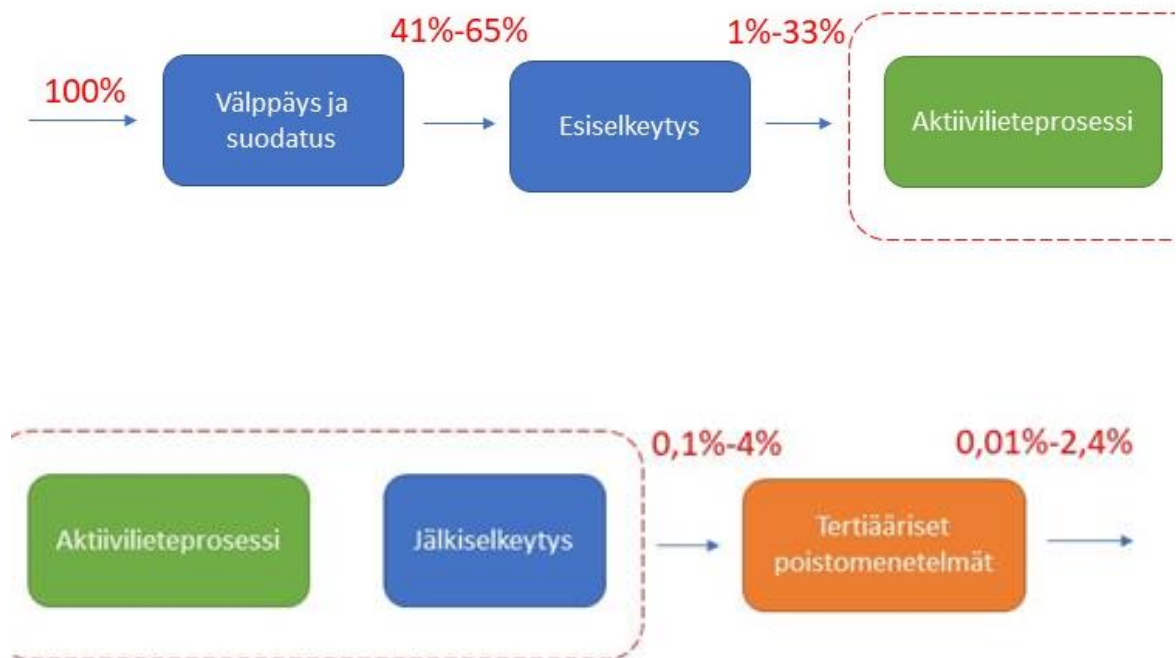 41%-65%
1%-33%
100%
Välppäys ja
suodatus
Esiselkeytys
Aktiivilieteprosessi
0,1%-4%
0,01%-2,4%
Aktiivilieteprosessi
Jälkiselkeytys
Tertiääriset
poistomenetelmät